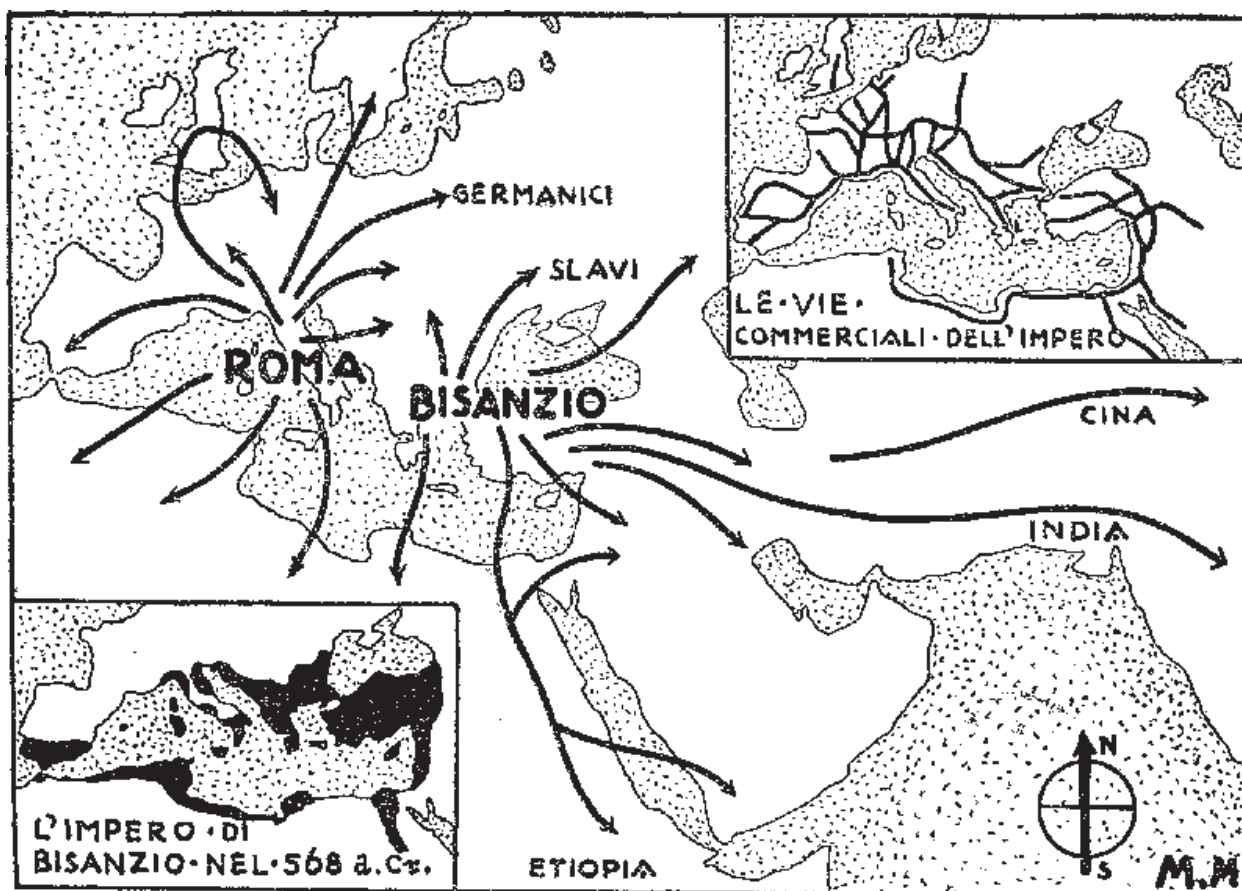 GERMANICI
SLAVI
ROMA
BISANZIO
CINA
INDIA
ETIOPIA
LE·VIE·
COMMERCIALI·DELL'IMPERO
L'IMPERO·DI
BISANZIO·NEL·568 d.Cr.
N
S
M.M